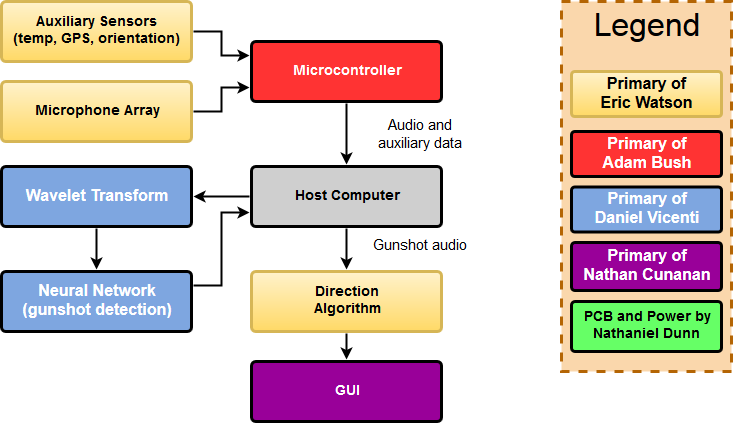 Auxiliary Sensors
(temp, GPS, orientation)
Microphone Array
Microcontroller
Audio and
auxiliary data
Wavelet Transform
Host Computer
Gunshot audio
Neural Network
(gunshot detection)
Direction
Algorithm
GUI
Legend
Primary of
Eric Watson
Primary of
Adam Bush
Primary of
Daniel Vicenti
Primary of
Nathan Cunanan
PCB and Power by
Nathaniel Dunn